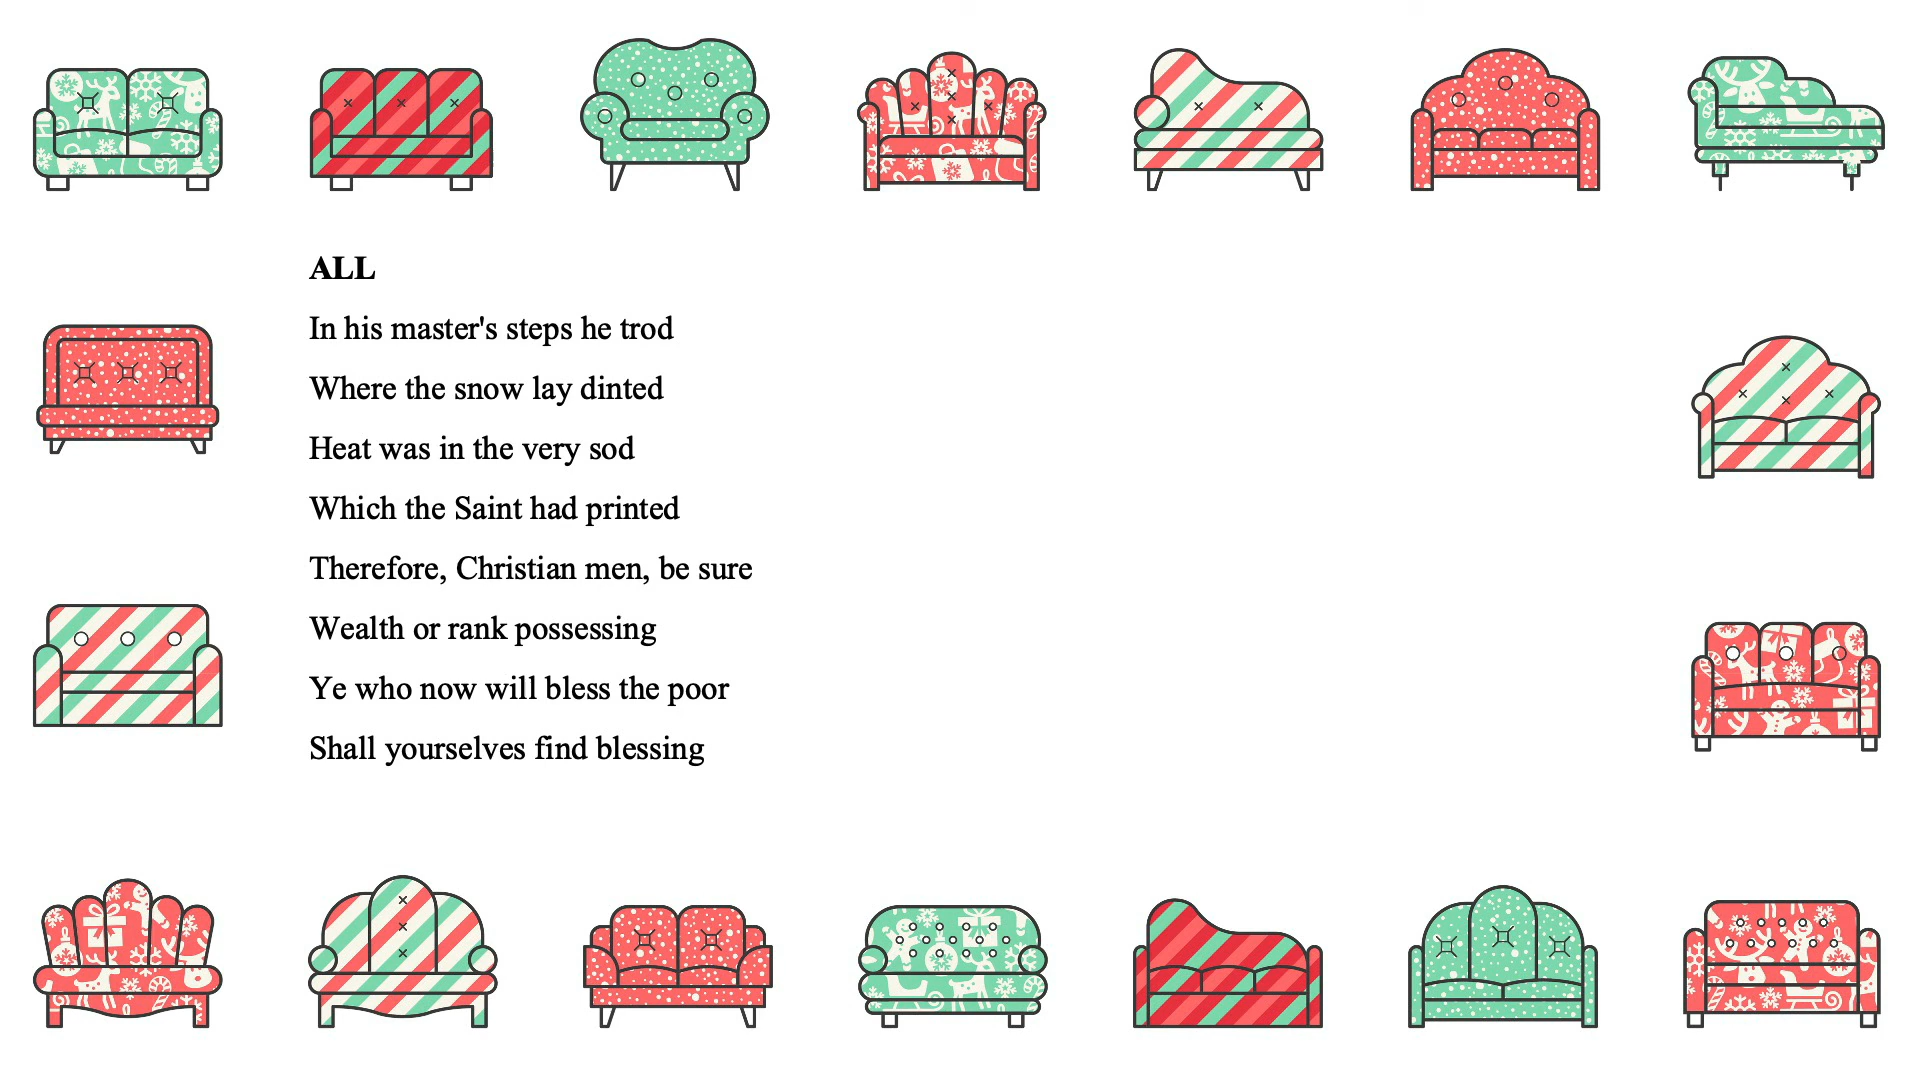 ALL
In his master's steps he trod
Where the snow lay dinted
Heat was in the very sod
Which the Saint had printed
Therefore, Christian men, be sure
Wealth or rank possessing
Ye who now will bless the poor
Shall yourselves find blessing